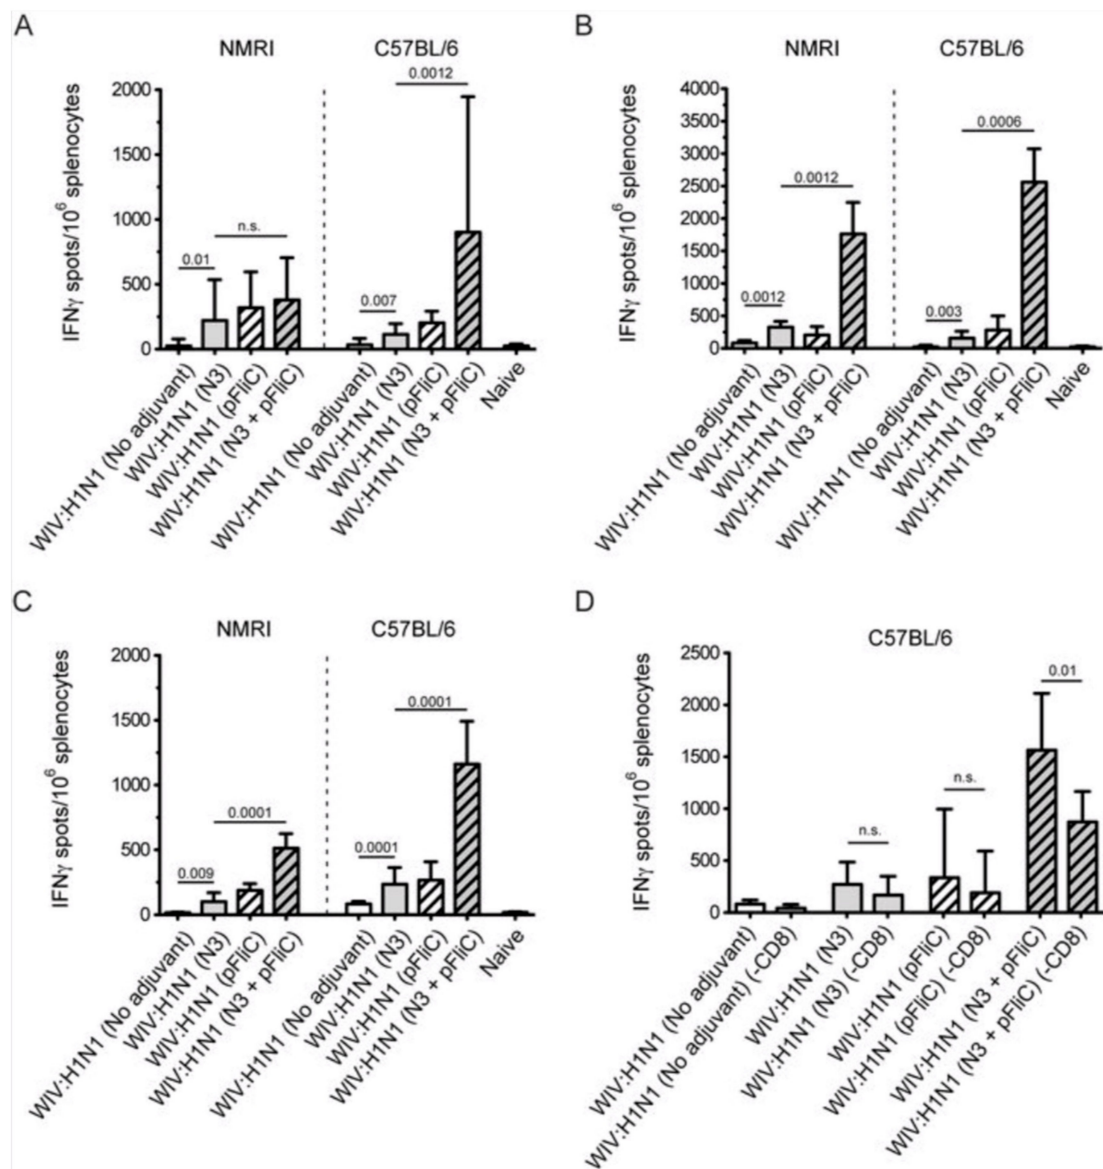 A
NMRI
C57BL/6
IFNγ spots/10⁶ splenocytes
2000
1500
1000
500
0
0.01
n.s.
0.007
0.0012
WIV:H1N1 (No adjuvant)
WIV:H1N1 (N3)
WIV:H1N1 (pFliC)
WIV:H1N1 (N3 + pFliC)
WIV:H1N1 (No adjuvant)
WIV:H1N1 (N3)
WIV:H1N1 (pFliC)
WIV:H1N1 (N3 + pFliC)
Naive
B
NMRI
C57BL/6
IFNγ spots/10⁶ splenocytes
4000
3500
3000
2500
2000
1500
1000
500
0
0.0012
0.0012
0.003
0.0006
WIV:H1N1 (No adjuvant)
WIV:H1N1 (N3)
WIV:H1N1 (pFliC)
WIV:H1N1 (N3 + pFliC)
WIV:H1N1 (No adjuvant)
WIV:H1N1 (N3)
WIV:H1N1 (pFliC)
WIV:H1N1 (N3 + pFliC)
Naive
C
NMRI
C57BL/6
IFNγ spots/10⁶ splenocytes
2000
1500
1000
500
0
0.009
0.0001
0.0001
0.0001
WIV:H1N1 (No adjuvant)
WIV:H1N1 (N3)
WIV:H1N1 (pFliC)
WIV:H1N1 (N3 + pFliC)
WIV:H1N1 (No adjuvant)
WIV:H1N1 (N3)
WIV:H1N1 (pFliC)
WIV:H1N1 (N3 + pFliC)
Naive
D
C57BL/6
IFNγ spots/10⁶ splenocytes
2500
2000
1500
1000
500
0
n.s.
n.s.
0.01
WIV:H1N1 (No adjuvant)
WIV:H1N1 (No adjuvant) (-CD8)
WIV:H1N1 (N3)
WIV:H1N1 (N3) (-CD8)
WIV:H1N1 (pFliC)
WIV:H1N1 (pFliC) (-CD8)
WIV:H1N1 (N3 + pFliC)
WIV:H1N1 (N3 + pFliC) (-CD8)